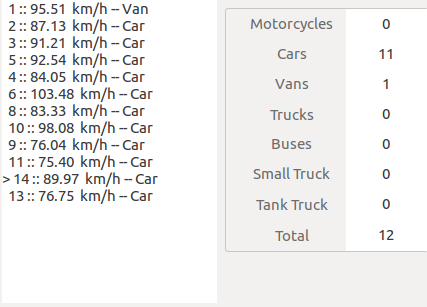 1 :: 95.51 km/h -- Van
2 :: 87.13 km/h -- Car
3 :: 91.21 km/h -- Car
5 :: 92.54 km/h -- Car
4 :: 84.05 km/h -- Car
6 :: 103.48 km/h -- Car
8 :: 83.33 km/h -- Car
10 :: 98.08 km/h -- Car
9 :: 76.04 km/h -- Car
11 :: 75.40 km/h -- Car
> 14 :: 89.97 km/h -- Car
13 :: 76.75 km/h -- Car
Motorcycles 0
Cars 11
Vans 1
Trucks 0
Buses 0
Small Truck 0
Tank Truck 0
Total 12